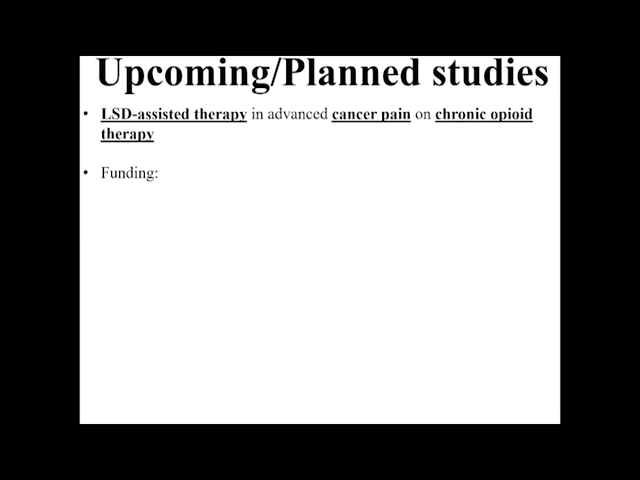 Upcoming/Planned studies
• LSD-assisted therapy in advanced cancer pain on chronic opioid
therapy
• Funding: